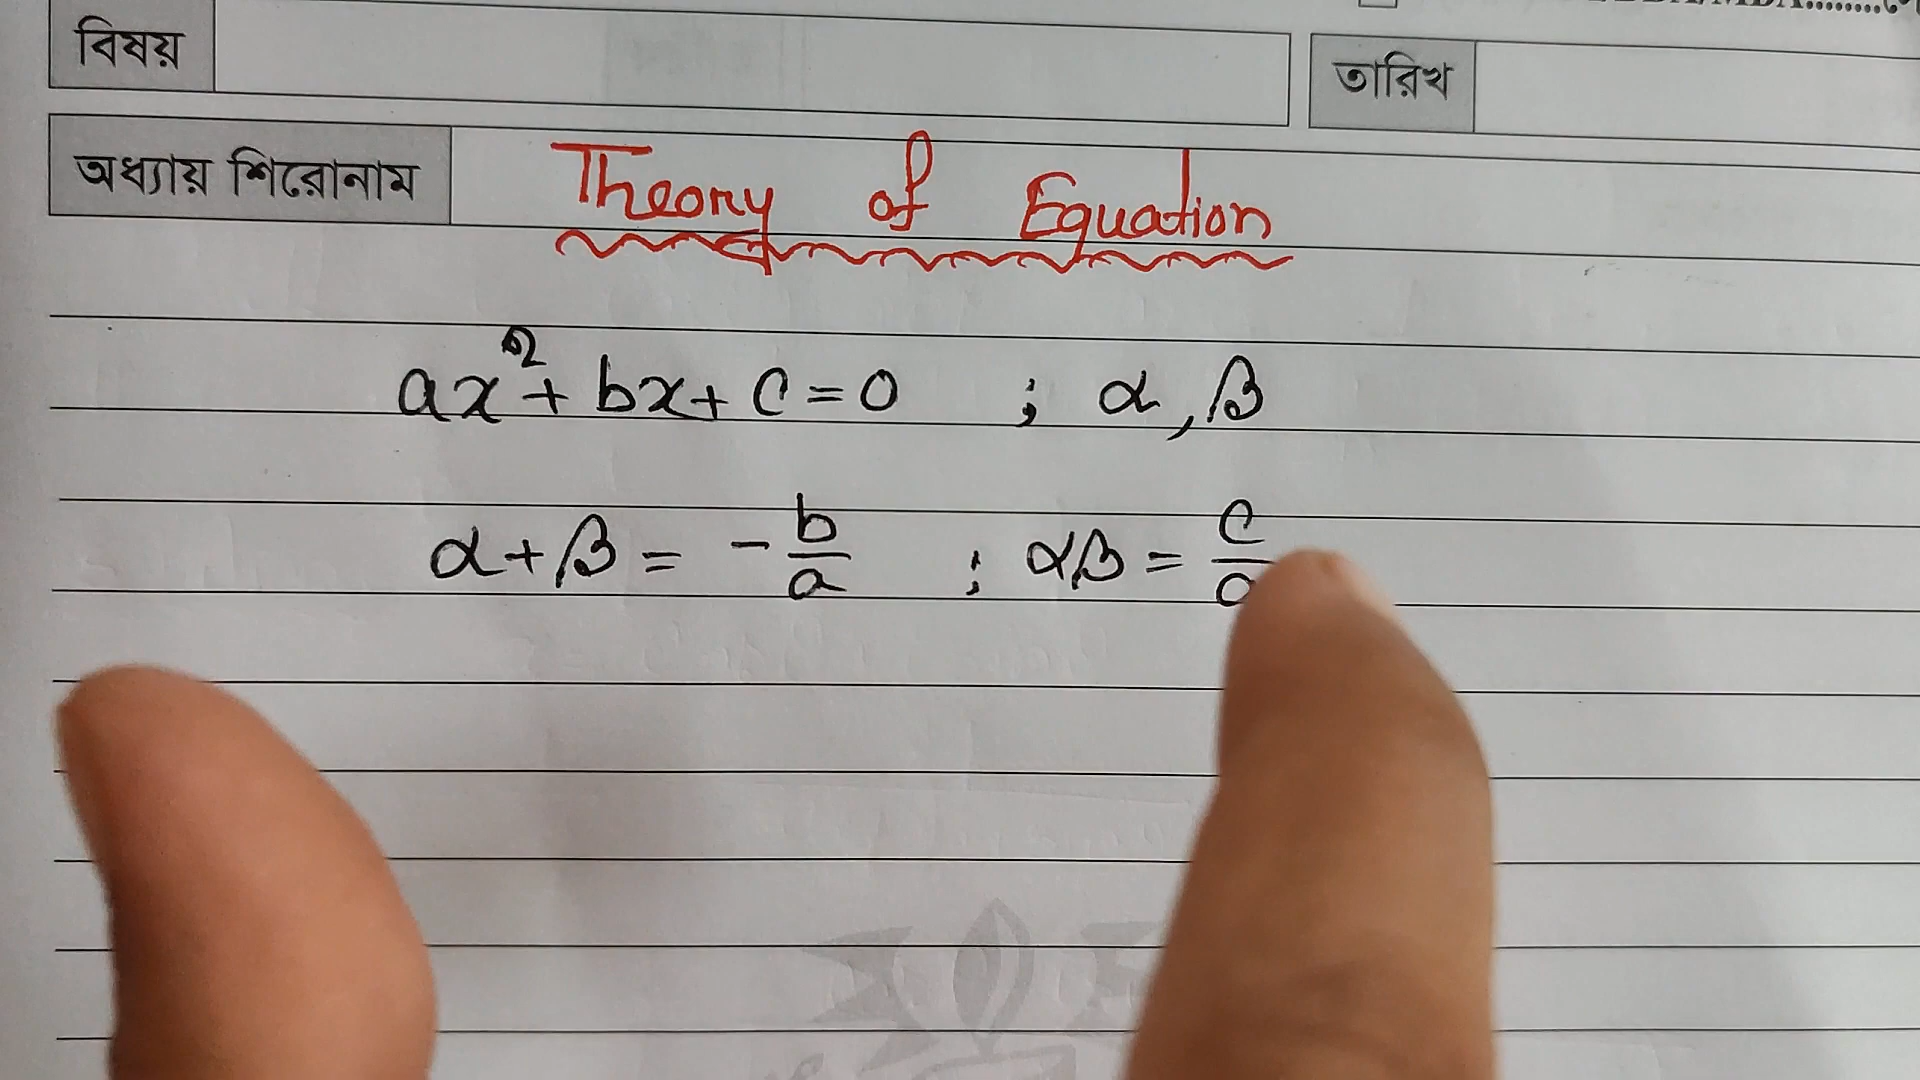 বিষয়
তারিখ
অধ্যায় শিরোনাম Theory of Equation
ax² + bx + c = 0 ; α, β
α + β = - b/a ; αβ = c/a